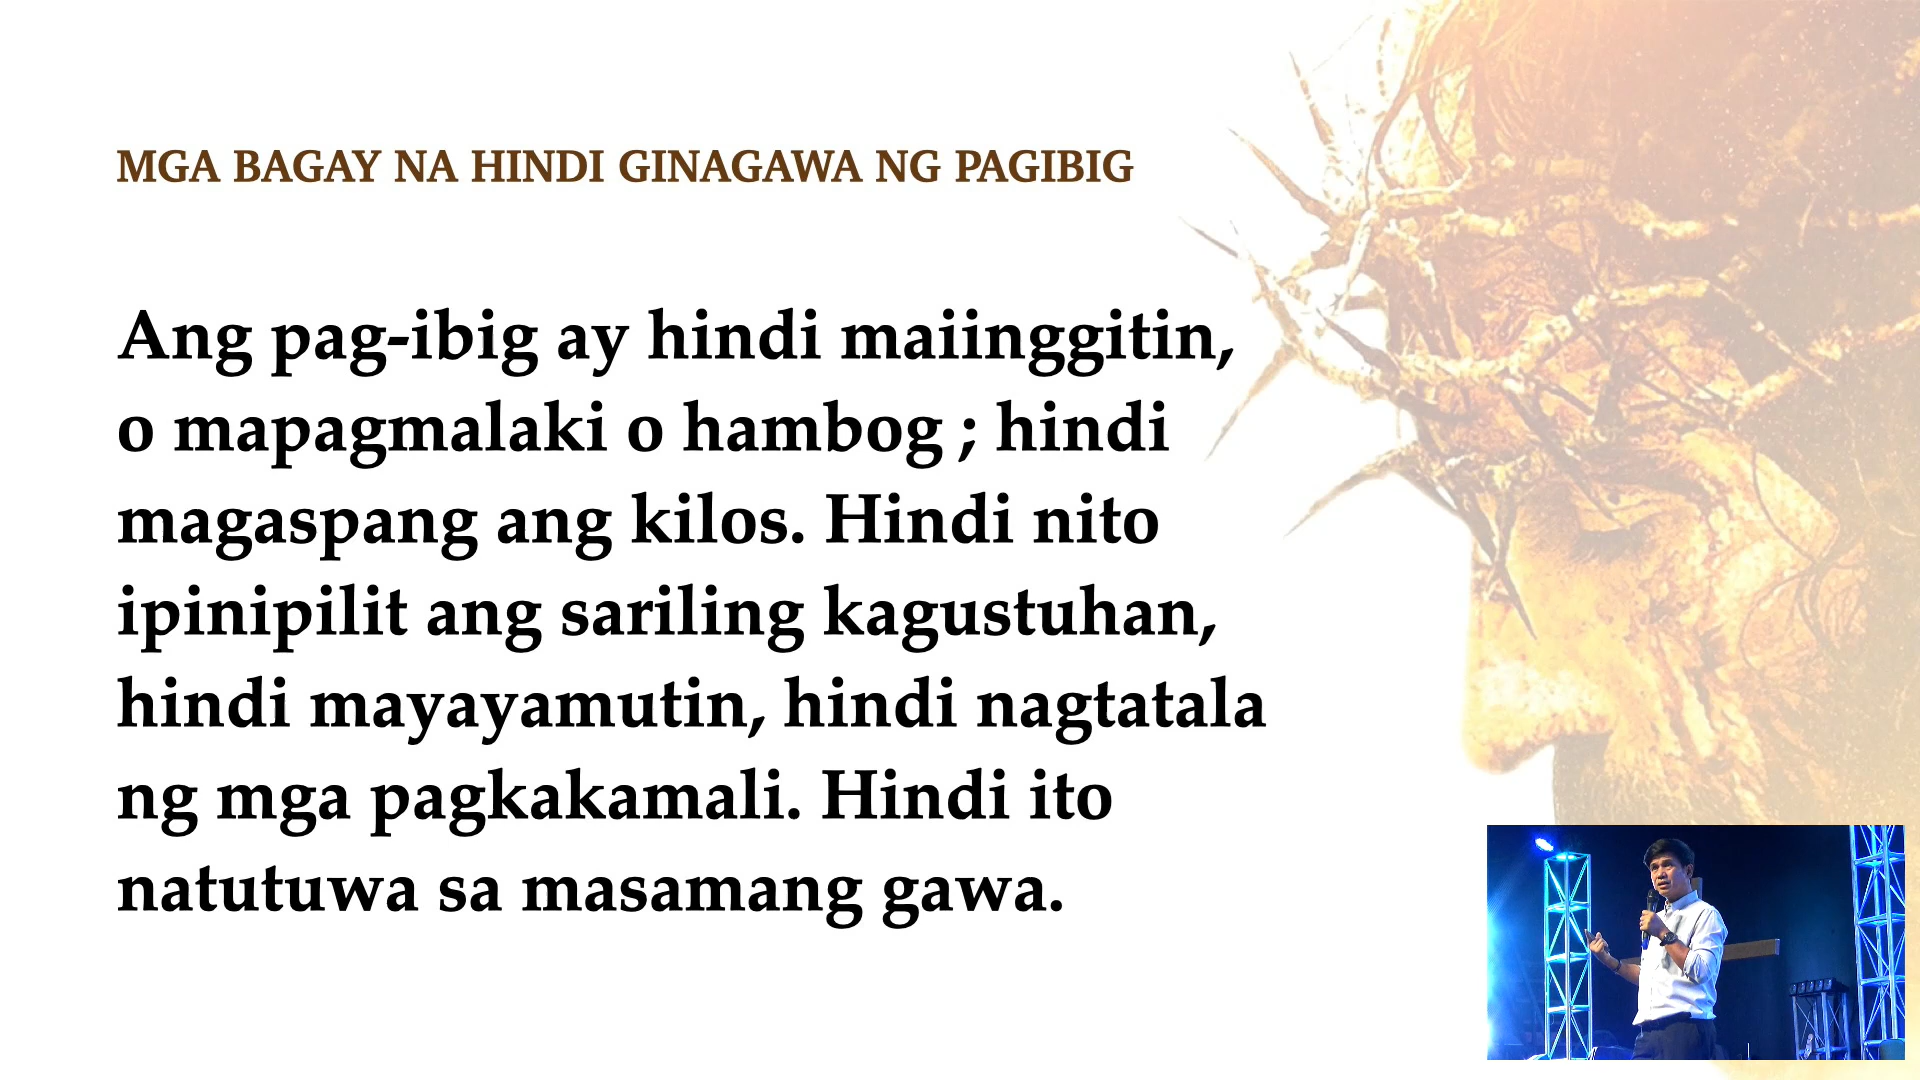 MGA BAGAY NA HINDI GINAGAWA NG PAGIBIG
Ang pag-ibig ay hindi maiinggitin,
o mapagmalaki o hambog ; hindi
magaspang ang kilos. Hindi nito
ipinipilit ang sariling kagustuhan,
hindi mayayamutin, hindi nagtatala
ng mga pagkakamali. Hindi ito
natutuwa sa masamang gawa.